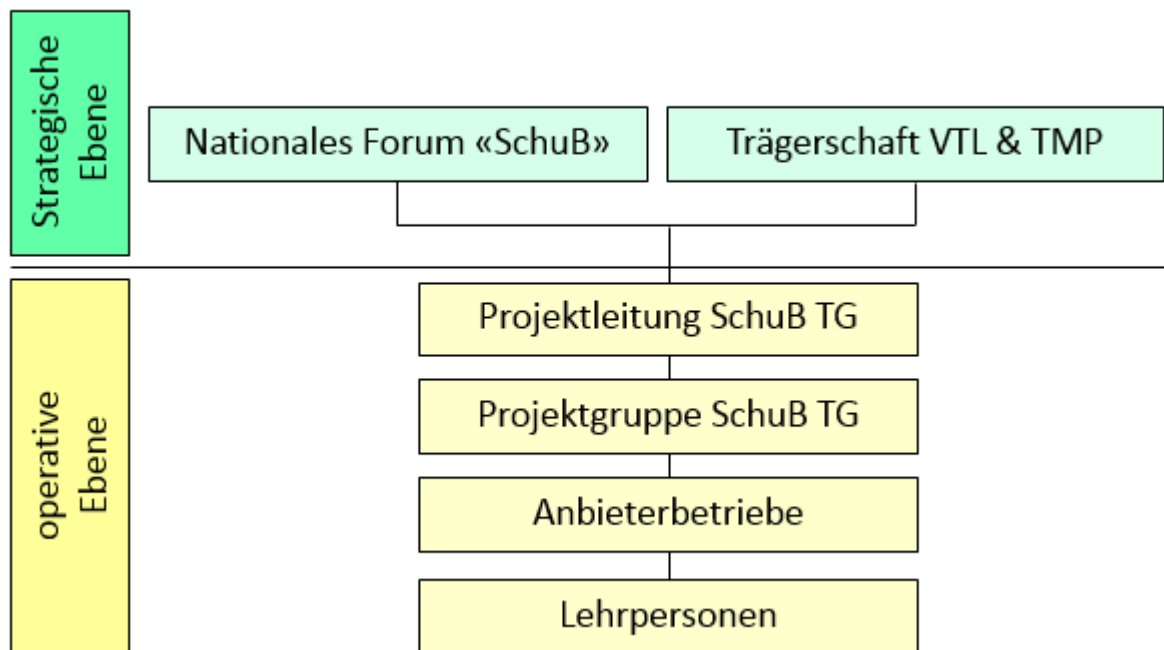 Strategische
Ebene
Nationales Forum «SchuB»
Trägerschaft VTL & TMP
operative
Ebene
Projektleitung SchuB TG
Projektgruppe SchuB TG
Anbieterbetriebe
Lehrpersonen